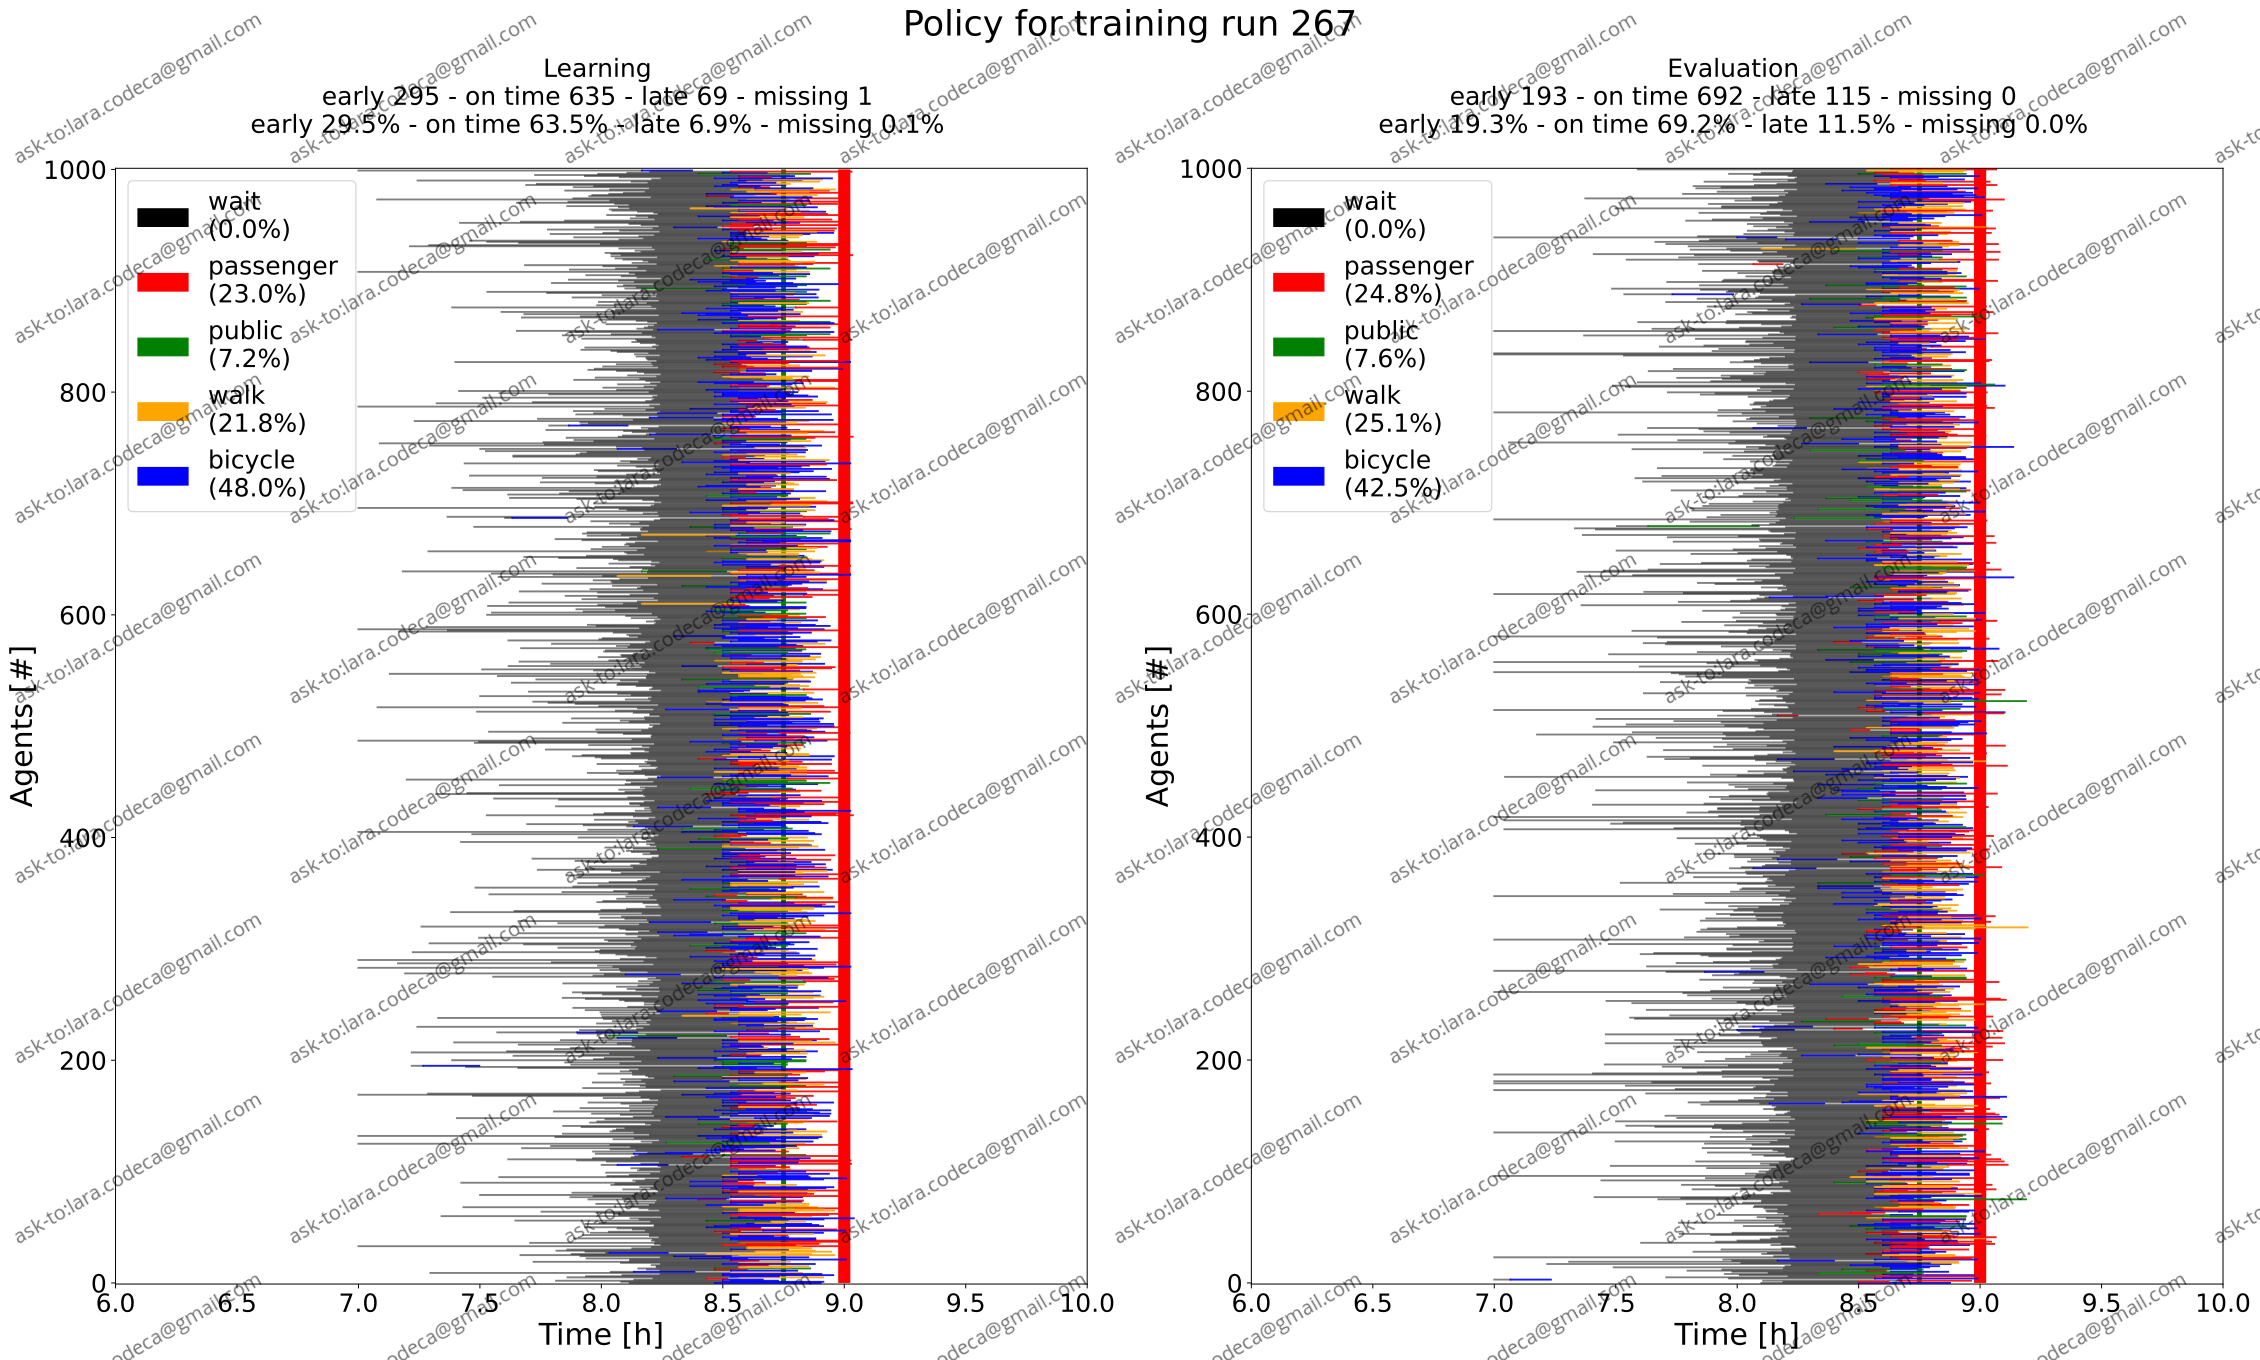 Policy for training run 267
Learning
early 295 - on time 635 - late 69 - missing 1
early 29.5% - on time 63.5% - late 6.9% - missing 0.1%
1000
800
600
400
200
0
Agents [#]
wait
(0.0%)
passenger
(23.0%)
public
(7.2%)
walk
(21.8%)
bicycle
(48.0%)
6.0 6.5 7.0 7.5 8.0 8.5 9.0 9.5 10.0
Time [h]
Evaluation
early 193 - on time 692 - late 115 - missing 0
early 19.3% - on time 69.2% - late 11.5% - missing 0.0%
1000
800
600
400
200
0
Agents [#]
wait
(0.0%)
passenger
(24.8%)
public
(7.6%)
walk
(25.1%)
bicycle
(42.5%)
6.0 6.5 7.0 7.5 8.0 8.5 9.0 9.5 10.0
Time [h]
ask-to:lara.codeca@gmail.com